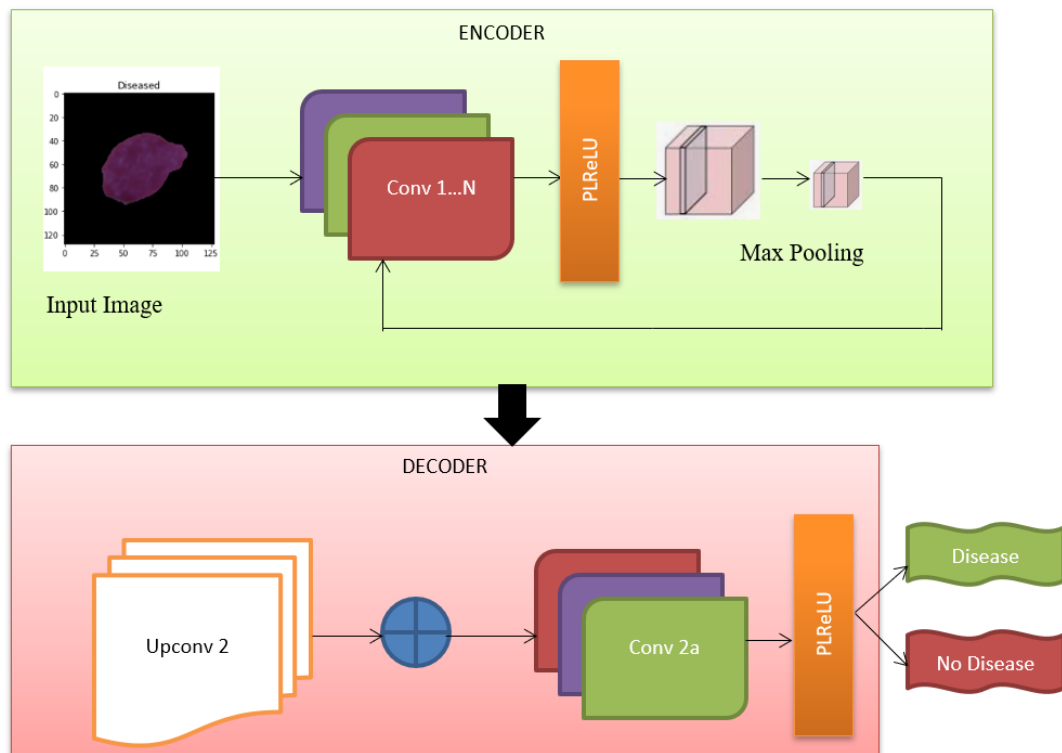 ENCODER
Diseased
0
20
40
60
80
100
120
0 25 50 75 100 125
Input Image
Conv 1...N
PLReLU
Max Pooling
DECODER
Upconv 2
Conv 2a
PLReLU
Disease
No Disease